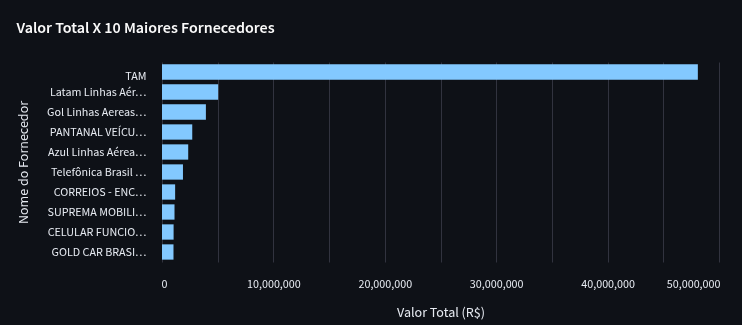 Valor Total X 10 Maiores Fornecedores
Nome do Fornecedor
TAM
Latam Linhas Aér…
Gol Linhas Aereas…
PANTANAL VEÍCU…
Azul Linhas Aérea…
Telefônica Brasil …
CORREIOS - ENC…
SUPREMA MOBILI…
CELULAR FUNCIO…
GOLD CAR BRASI…
0 10,000,000 20,000,000 30,000,000 40,000,000 50,000,000
Valor Total (R$)